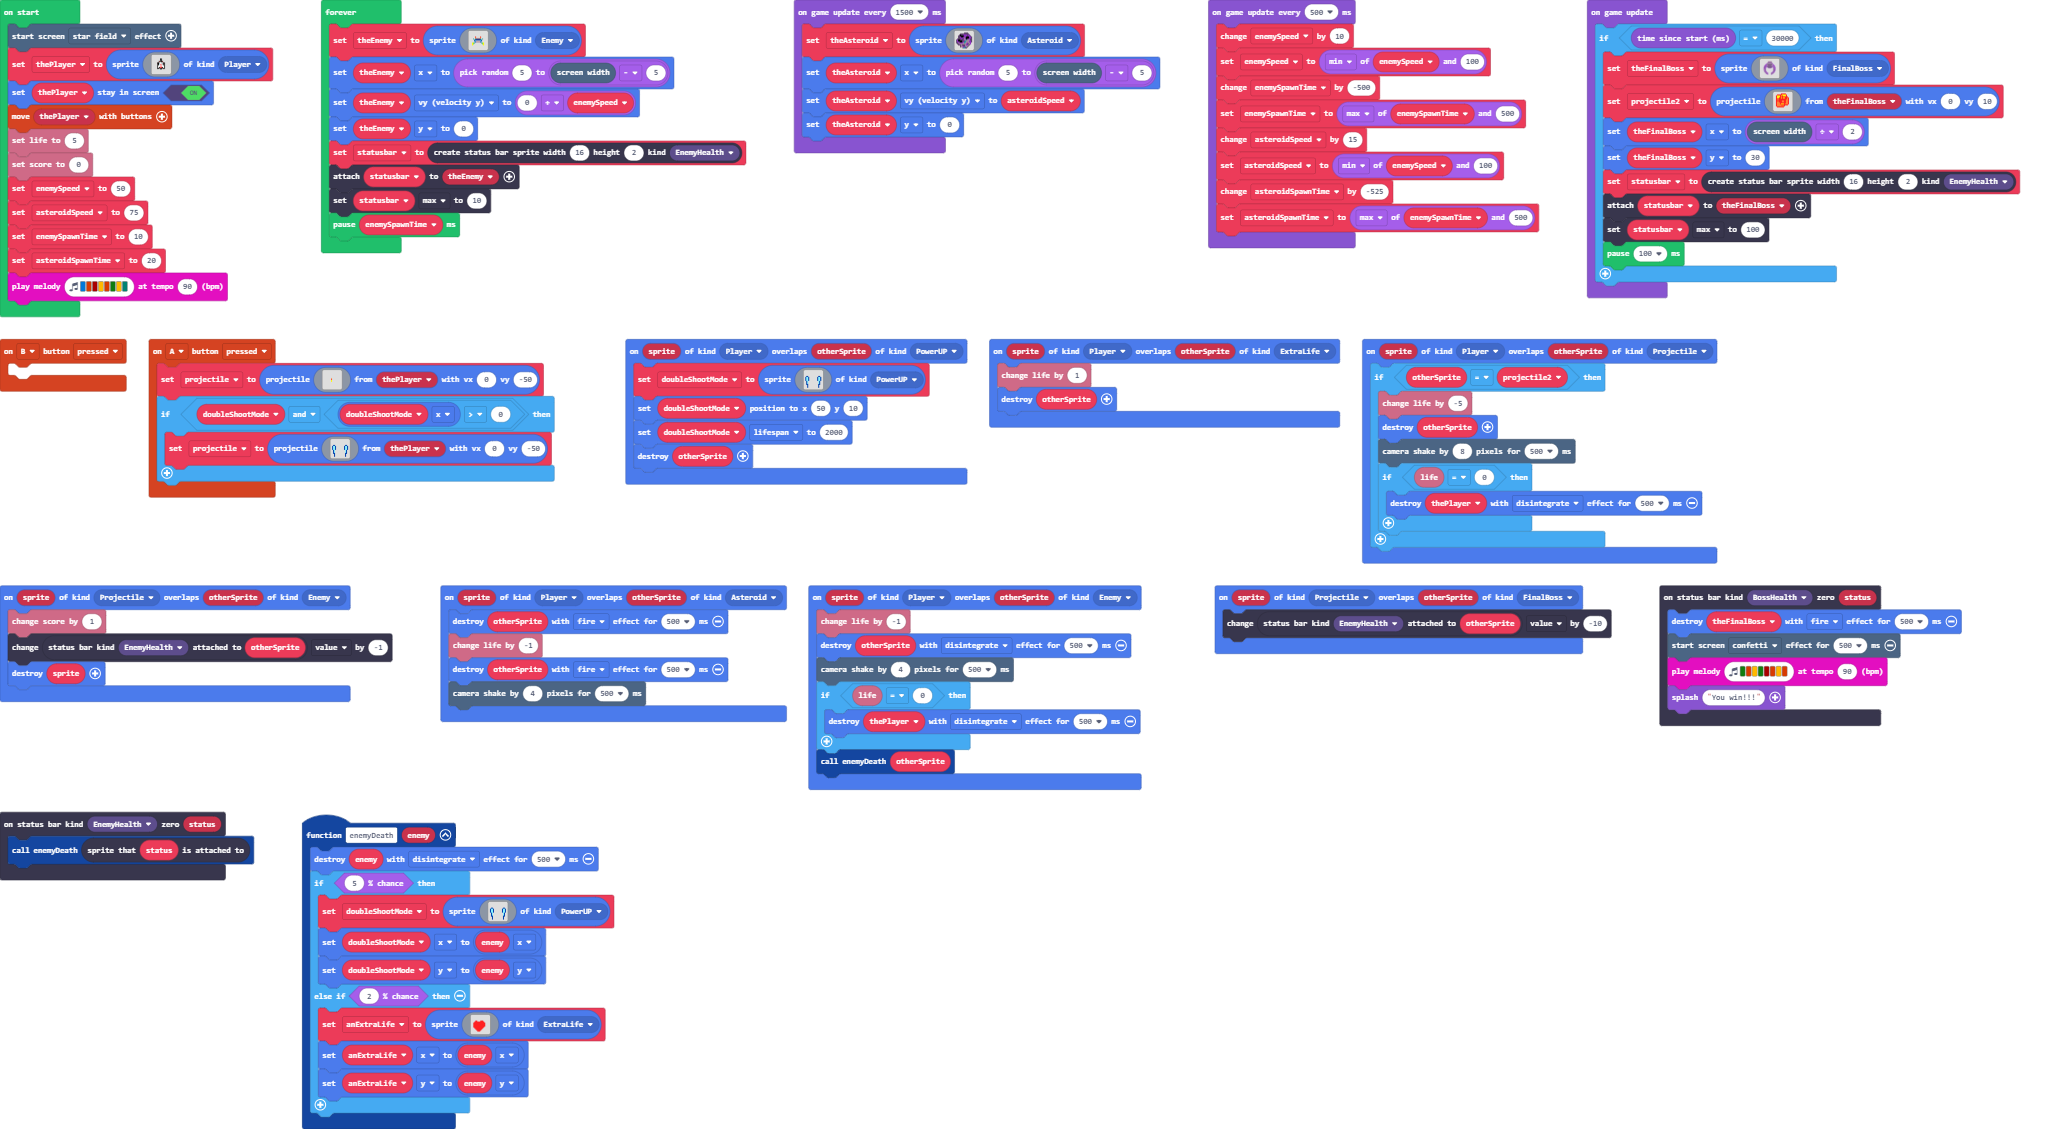 on start
start screen star field effect
set thePlayer to sprite of kind Player
set thePlayer stay in screen ON
move thePlayer with buttons
set life to 5
set score to 0
set enemySpeed to 50
set asteroidSpeed to 75
set enemySpawnTime to 10
set asteroidSpawnTime to 20
play melody at tempo 90 (bpm)
forever
set theEnemy to sprite of kind Enemy
set theEnemy x to pick random 5 to screen width - 5
set theEnemy vy (velocity y) to 0 + enemySpeed
set theEnemy y to 0
set statusbar to create status bar sprite width 16 height 2 kind EnemyHealth
attach statusbar to theEnemy
set statusbar max to 10
pause enemySpawnTime ms
on game update every 1500 ms
set theAsteroid to sprite of kind Asteroid
set theAsteroid x to pick random 5 to screen width - 5
set theAsteroid vy (velocity y) to asteroidSpeed
set theAsteroid y to 0
on game update every 500 ms
change enemySpeed by 10
set enemySpeed to min of enemySpeed and 100
change enemySpawnTime by -500
set enemySpawnTime to max of enemySpawnTime and 500
change asteroidSpeed by 15
set asteroidSpeed to min of enemySpeed and 100
change asteroidSpawnTime by -525
set asteroidSpawnTime to max of enemySpawnTime and 500
on game update
if time since start (ms) = 30000 then
set theFinalBoss to sprite of kind FinalBoss
set projectile2 to projectile from theFinalBoss with vx 0 vy 10
set theFinalBoss x to screen width ÷ 2
set theFinalBoss y to 30
set statusbar to create status bar sprite width 16 height 2 kind EnemyHealth
attach statusbar to theFinalBoss
set statusbar max to 100
pause 100 ms
on B button pressed
on A button pressed
set projectile to projectile from thePlayer with vx 0 vy -50
if doubleShootMode and doubleShootMode x > 0 then
set projectile to projectile from thePlayer with vx 0 vy -50
on sprite of kind Player overlaps otherSprite of kind PowerUP
set doubleShootMode to sprite of kind PowerUP
set doubleShootMode position to x 50 y 10
set doubleShootMode lifespan to 2000
destroy otherSprite
on sprite of kind Player overlaps otherSprite of kind ExtraLife
change life by 1
destroy otherSprite
on sprite of kind Player overlaps otherSprite of kind Projectile
if otherSprite = projectile2 then
change life by -5
destroy otherSprite
camera shake by 8 pixels for 500 ms
if life = 0 then
destroy thePlayer with disintegrate effect for 500 ms
on sprite of kind Projectile overlaps otherSprite of kind Enemy
change score by 1
change status bar kind EnemyHealth attached to otherSprite value by -1
destroy sprite
on sprite of kind Player overlaps otherSprite of kind Asteroid
destroy otherSprite with fire effect for 500 ms
change life by -1
destroy otherSprite with fire effect for 500 ms
camera shake by 4 pixels for 500 ms
on sprite of kind Player overlaps otherSprite of kind Enemy
change life by -1
destroy otherSprite with disintegrate effect for 500 ms
camera shake by 4 pixels for 500 ms
if life = 0 then
destroy thePlayer with disintegrate effect for 500 ms
call enemyDeath otherSprite
on sprite of kind Projectile overlaps otherSprite of kind FinalBoss
change status bar kind EnemyHealth attached to otherSprite value by -10
on status bar kind BossHealth zero status
destroy theFinalBoss with fire effect for 500 ms
start screen confetti effect for 500 ms
play melody at tempo 90 (bpm)
splash "You win!!!"
on status bar kind EnemyHealth zero status
call enemyDeath sprite that status is attached to
function enemyDeath enemy
destroy enemy with disintegrate effect for 500 ms
if 5 % chance then
set doubleShootMode to sprite of kind PowerUP
set doubleShootMode x to enemy x
set doubleShootMode y to enemy y
else if 2 % chance then
set anExtraLife to sprite of kind ExtraLife
set anExtraLife x to enemy x
set anExtraLife y to enemy y